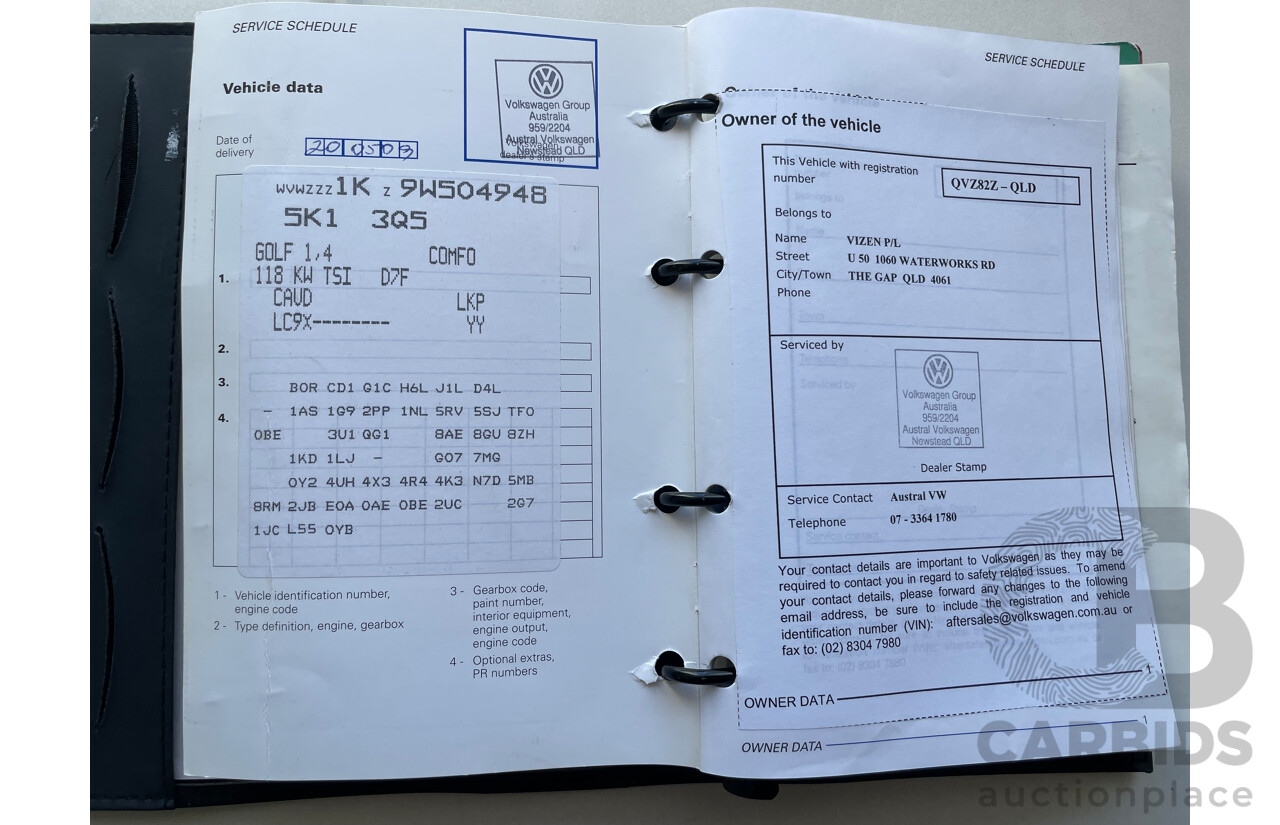 SERVICE SCHEDULE
Vehicle data
Volkswagen Group
Australia
959/2204
Austral Volkswagen
Newstead QLD
dealer's stamp
Date of
delivery
20 05 03
WVWZZZ 1K Z 9W504948
5K1 3Q5
GOLF 1,4 COMFO
1. 118 KW TSI D7F
CAVD LKP
LC9X-------- YY
2.
3. BOR CD1 G1C H6L J1L D4L
4. - 1AS 1G9 2PP 1NL 5RV 5SJ TFO
0BE 3U1 QG1 8AE 8GU 8ZH
1KD 1LJ - GO7 7MG
0Y2 4UH 4X3 4R4 4K3 N7D 5MB
8RM 2JB EOA OAE OBE 2UC 2G7
1JC L55 OYB
1 - Vehicle identification number,
engine code
2 - Type definition, engine, gearbox
3 - Gearbox code,
paint number,
interior equipment,
engine output,
engine code
4 - Optional extras,
PR numbers
SERVICE SCHEDULE
Owner of the vehicle
This Vehicle with registration
number
QVZ82Z – QLD
Belongs to
Name VIZEN P/L
Street U 50 1060 WATERWORKS RD
City/Town THE GAP QLD 4061
Phone
Serviced by
Volkswagen Group
Australia
959/2204
Austral Volkswagen
Newstead QLD
Dealer Stamp
Service Contact Austral VW
Telephone 07 - 3364 1780
Your contact details are important to Volkswagen as they may be
required to contact you in regard to safety related issues. To amend
your contact details, please forward any changes to the following
email address, be sure to include the registration and vehicle
identification number (VIN): aftersales@volkswagen.com.au or
fax to: (02) 8304 7980
OWNER DATA 1
OWNER DATA 1
CARBIDS
auctionplace